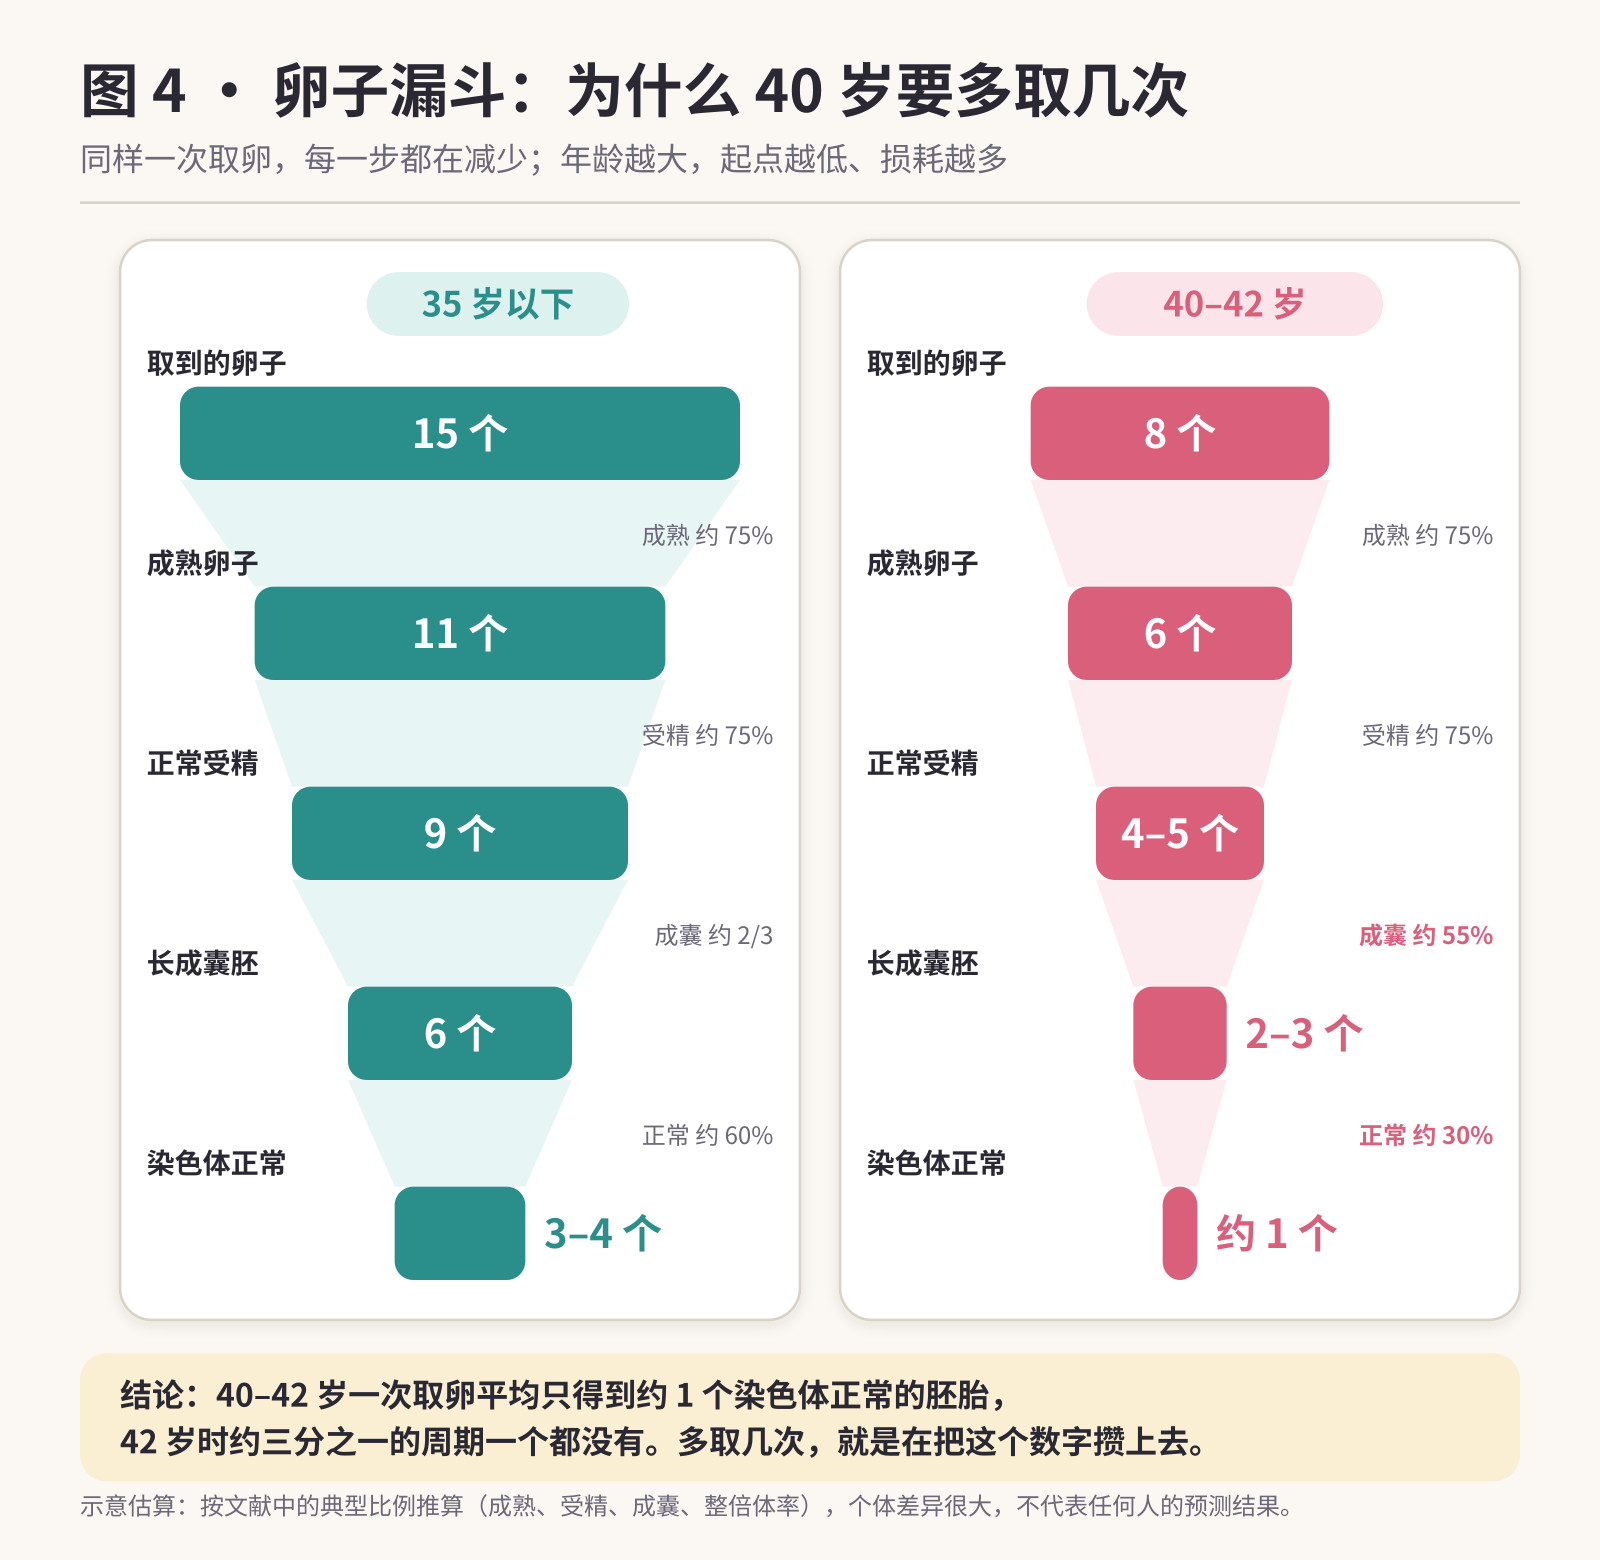 图 4 · 卵子漏斗：为什么 40 岁要多取几次
同样一次取卵，每一步都在减少；年龄越大，起点越低、损耗越多
35 岁以下
取到的卵子
15 个
成熟 约 75%
成熟卵子
11 个
受精 约 75%
正常受精
9 个
成囊 约 2/3
长成囊胚
6 个
正常 约 60%
染色体正常
3–4 个
40–42 岁
取到的卵子
8 个
成熟 约 75%
成熟卵子
6 个
受精 约 75%
正常受精
4–5 个
成囊 约 55%
长成囊胚
2–3 个
正常 约 30%
染色体正常
约 1 个
结论：40–42 岁一次取卵平均只得到约 1 个染色体正常的胚胎，
42 岁时约三分之一的周期一个都没有。多取几次，就是在把这个数字攒上去。
示意估算：按文献中的典型比例推算（成熟、受精、成囊、整倍体率），个体差异很大，不代表任何人的预测结果。